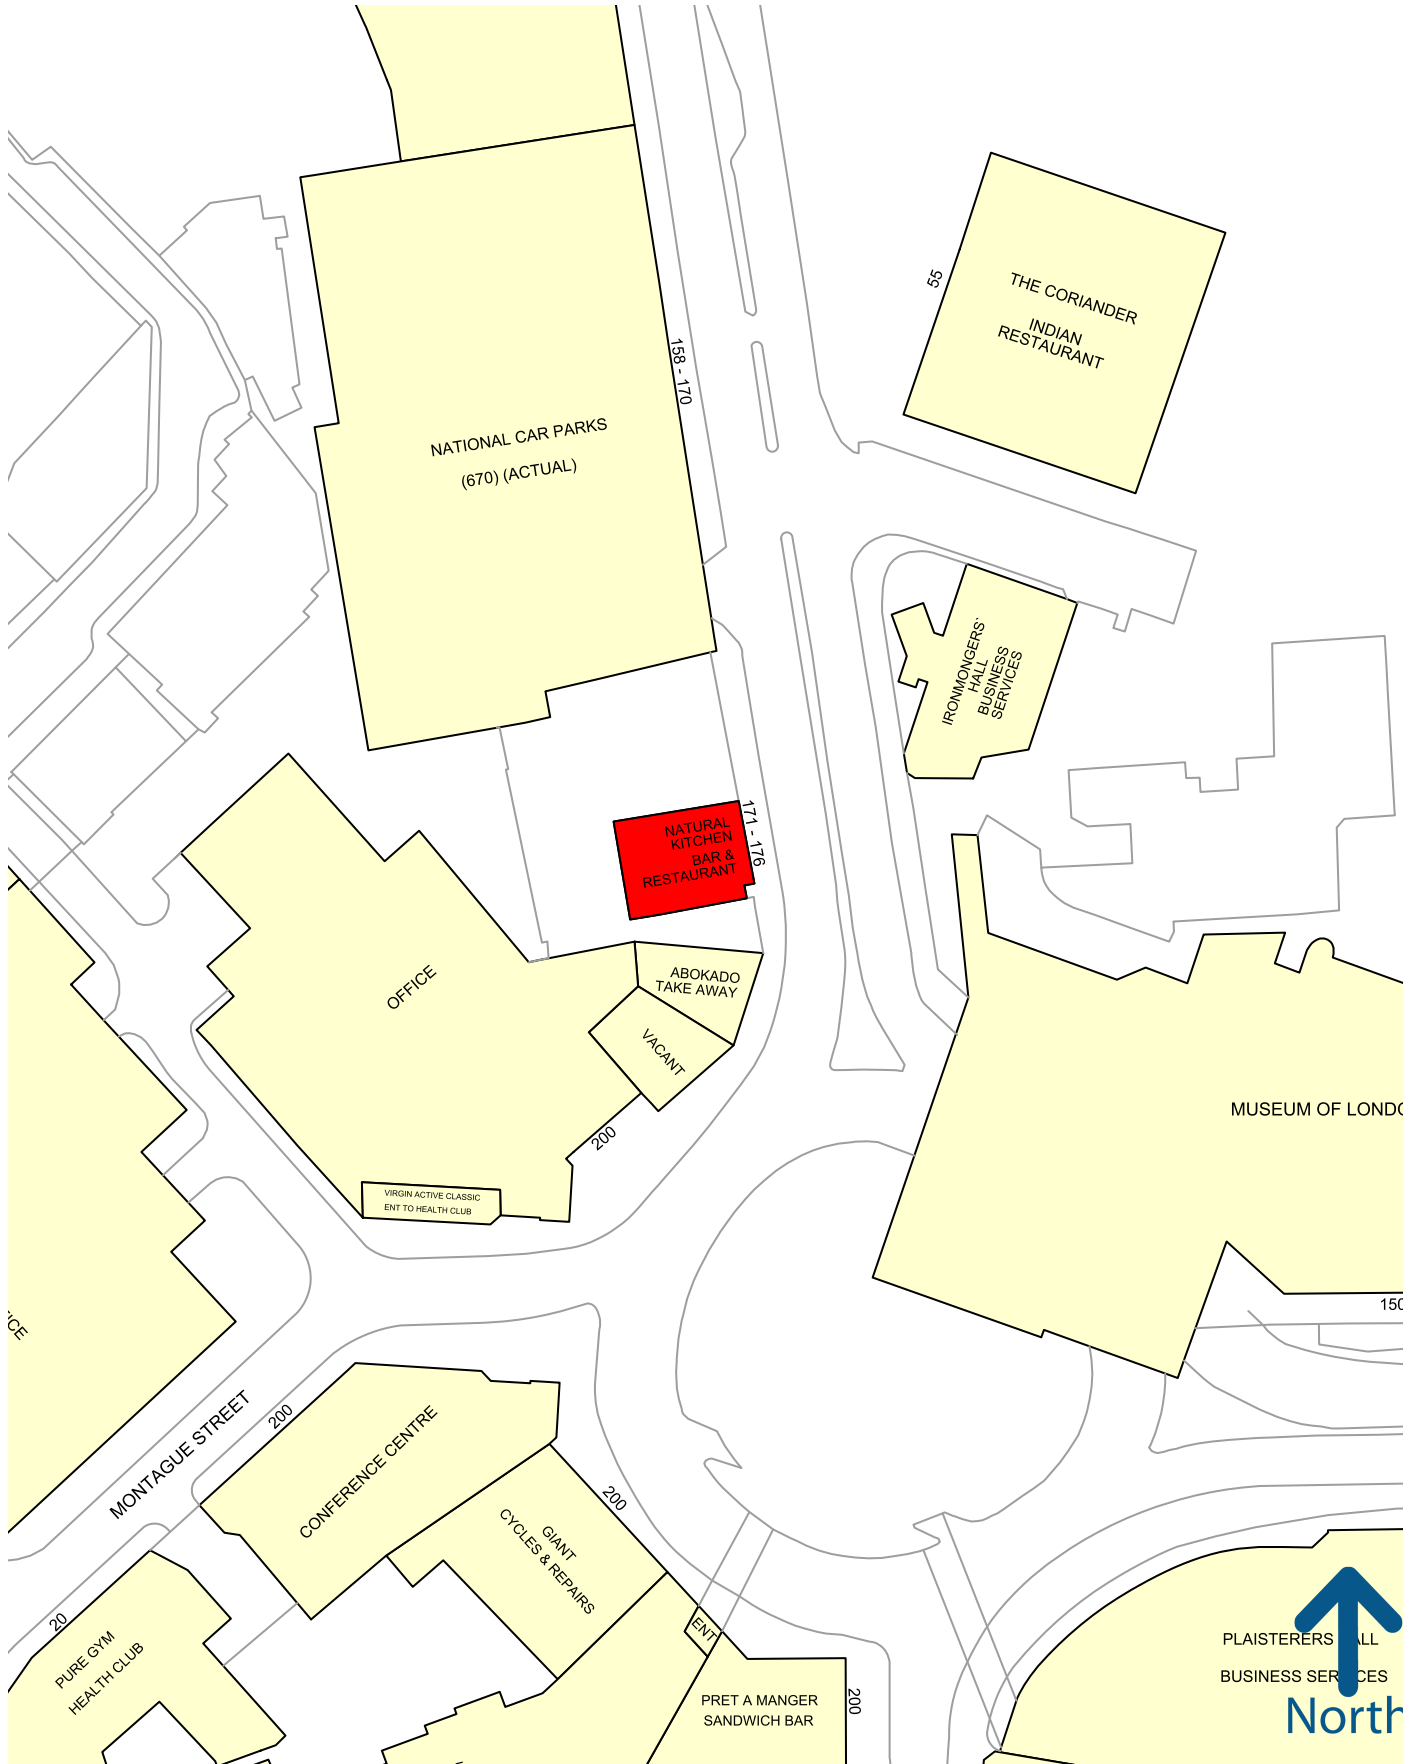 THE CORIANDER
INDIAN
RESTAURANT
55
158 - 170
NATIONAL CAR PARKS
(670) (ACTUAL)
IRONMONGERS'
HALL
BUSINESS
SERVICES
NATURAL
KITCHEN
BAR &
RESTAURANT
171 - 176
OFFICE
ABOKADO
TAKE AWAY
VACANT
200
MUSEUM OF LONDO
VIRGIN ACTIVE CLASSIC
ENT TO HEALTH CLUB
150
ICE
MONTAGUE STREET
200
CONFERENCE CENTRE
200
GIANT
CYCLES & REPAIRS
20
PURE GYM
HEALTH CLUB
ENT
PRET A MANGER
SANDWICH BAR
200
PLAISTERERS
BUSINESS SERVICES
North